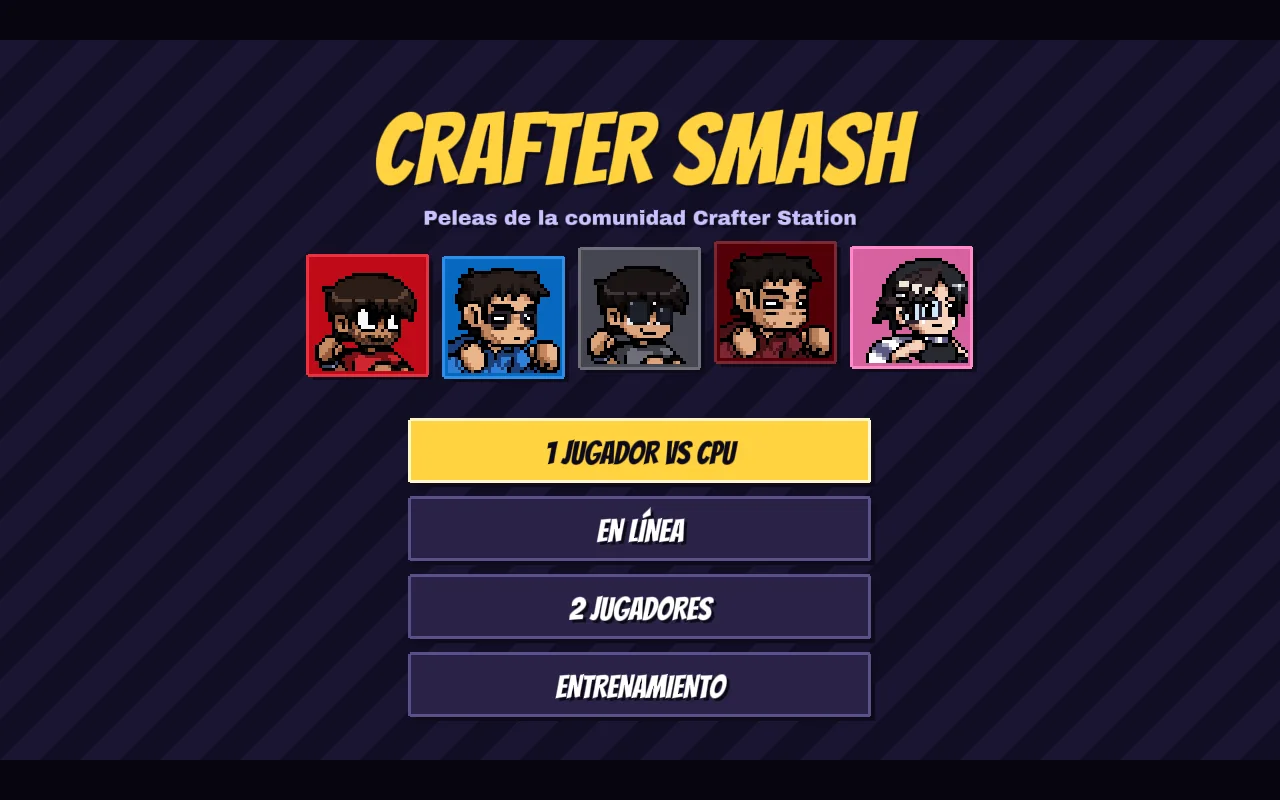 CRAFTER SMASH
Peleas de la comunidad Crafter Station
1 JUGADOR VS CPU
EN LÍNEA
2 JUGADORES
ENTRENAMIENTO